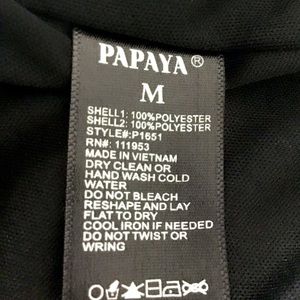 PAPAYA®
M
SHELL1: 100%POLYESTER
SHELL2: 100%POLYESTER
STYLE#:P1651
RN#: 111953
MADE IN VIETNAM
DRY CLEAN OR
HAND WASH COLD
WATER
DO NOT BLEACH
RESHAPE AND LAY
FLAT TO DRY
COOL IRON IF NEEDED
DO NOT TWIST OR
WRING